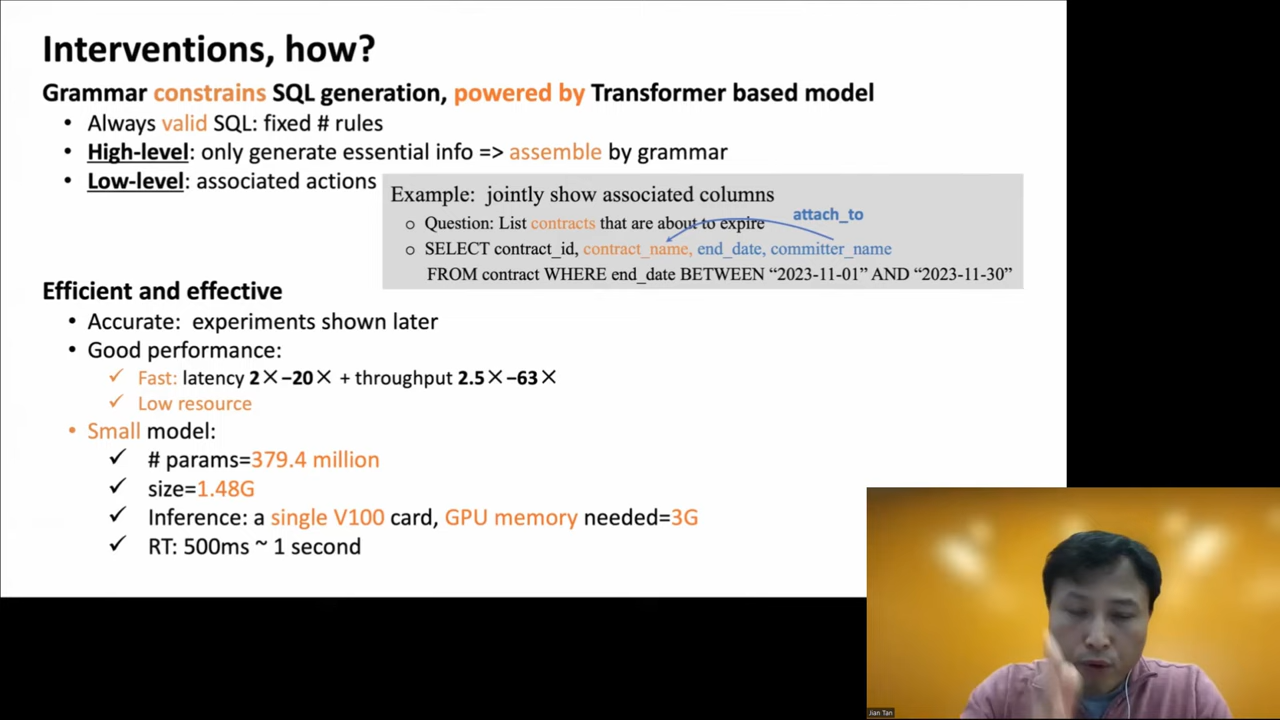 Interventions, how?
Grammar constrains SQL generation, powered by Transformer based model
• Always valid SQL: fixed # rules
• High-level: only generate essential info => assemble by grammar
• Low-level: associated actions
Example: jointly show associated columns
attach_to
o Question: List contracts that are about to expire
o SELECT contract_id, contract_name, end_date, committer_name
FROM contract WHERE end_date BETWEEN “2023-11-01” AND “2023-11-30”
Efficient and effective
• Accurate: experiments shown later
• Good performance:
✓ Fast: latency 2×−20× + throughput 2.5×−63×
✓ Low resource
• Small model:
✓ # params=379.4 million
✓ size=1.48G
✓ Inference: a single V100 card, GPU memory needed=3G
✓ RT: 500ms ~ 1 second
Jian Tan